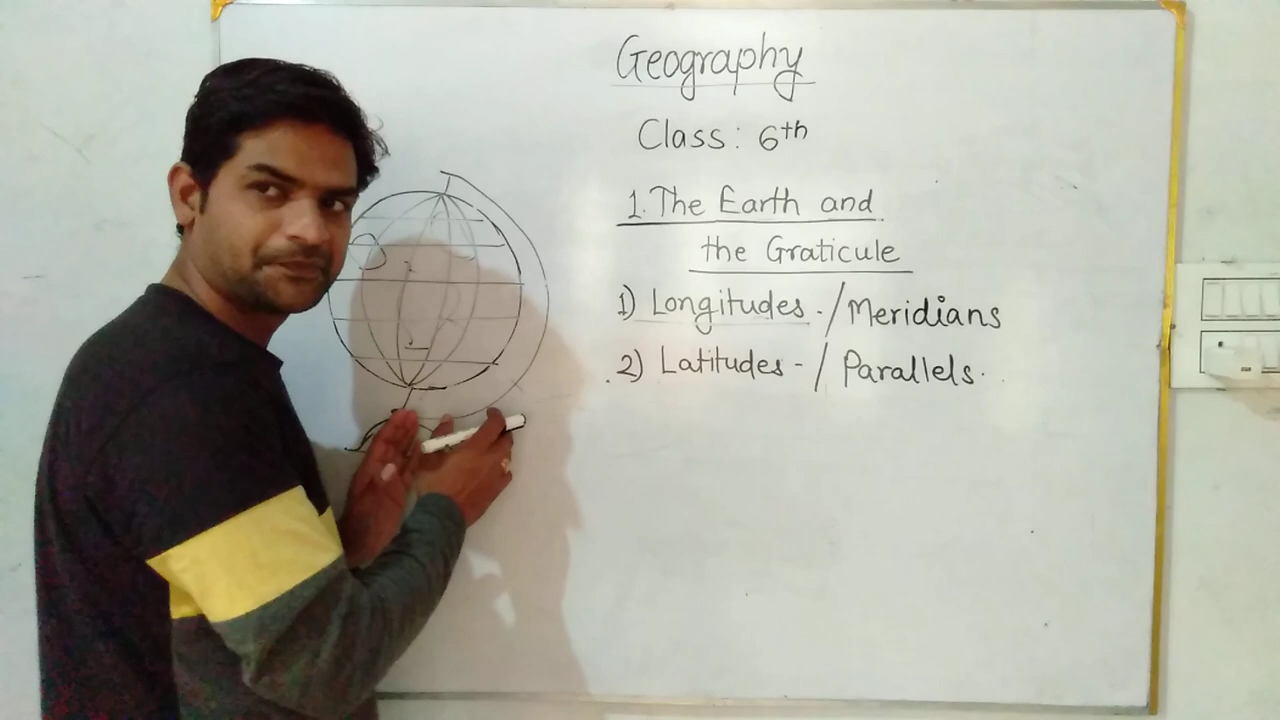 Geography
Class: 6th
1. The Earth and
the Graticule
1) Longitudes - / Meridians
2) Latitudes - / Parallels.